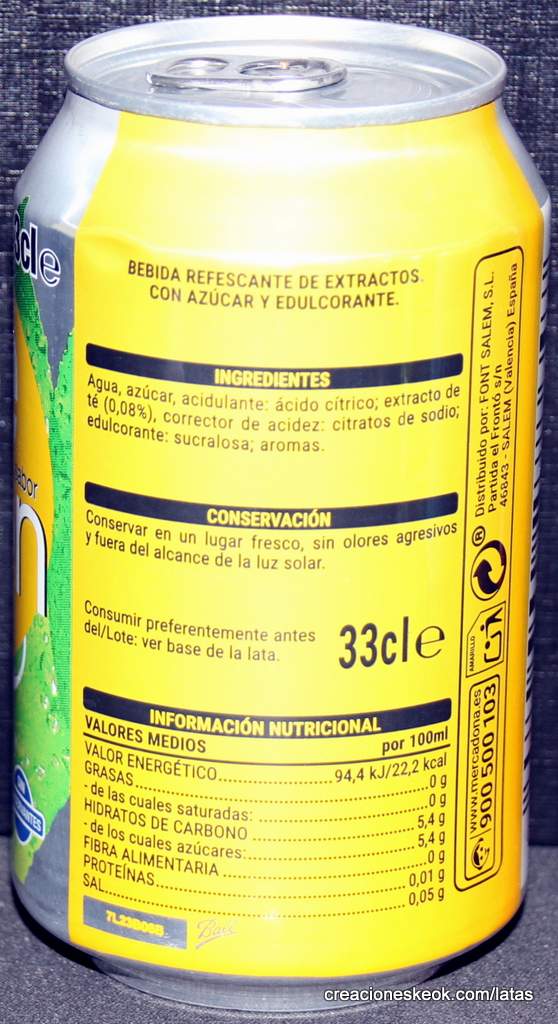 3cl e
BEBIDA REFESCANTE DE EXTRACTOS.
CON AZÚCAR Y EDULCORANTE.
INGREDIENTES
Agua, azúcar, acidulante: ácido cítrico; extracto de
té (0,08%), corrector de acidez: citratos de sodio;
edulcorante: sucralosa; aromas.
CONSERVACIÓN
Conservar en un lugar fresco, sin olores agresivos
y fuera del alcance de la luz solar.
Consumir preferentemente antes
del/Lote: ver base de la lata.
33cl e
INFORMACIÓN NUTRICIONAL
VALORES MEDIOS por 100ml
VALOR ENERGÉTICO 94,4 kJ/22,2 kcal
GRASAS 0 g
- de las cuales saturadas: 0 g
HIDRATOS DE CARBONO 5,4 g
- de los cuales azúcares: 5,4 g
FIBRA ALIMENTARIA 0 g
PROTEÍNAS 0,01 g
SAL 0,05 g
7L23B08B
Ball
Distribuido por: FONT SALEM, S.L.
Partida el Frontó s/n
46843 - SALEM (Valencia) España
®
AMARILLO
www.mercadona.es
900 500 103
abor
n
creacioneskeok.com/latas